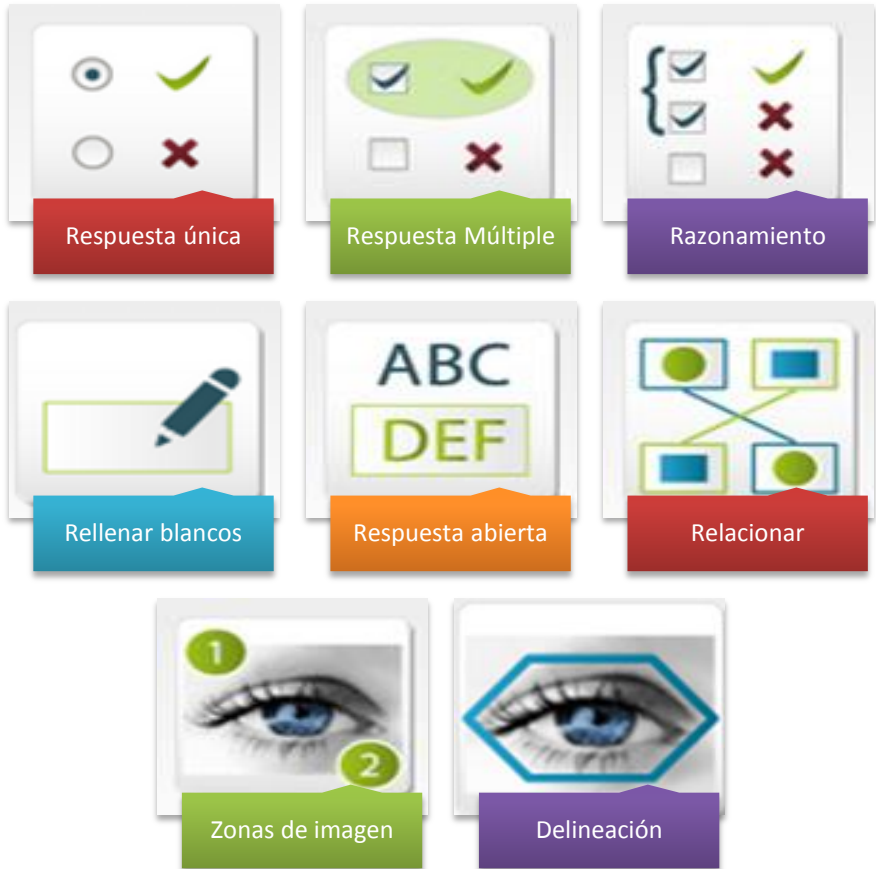 Respuesta única
Respuesta Múltiple
Razonamiento
ABC
DEF
Rellenar blancos
Respuesta abierta
Relacionar
1
2
Zonas de imagen
Delineación